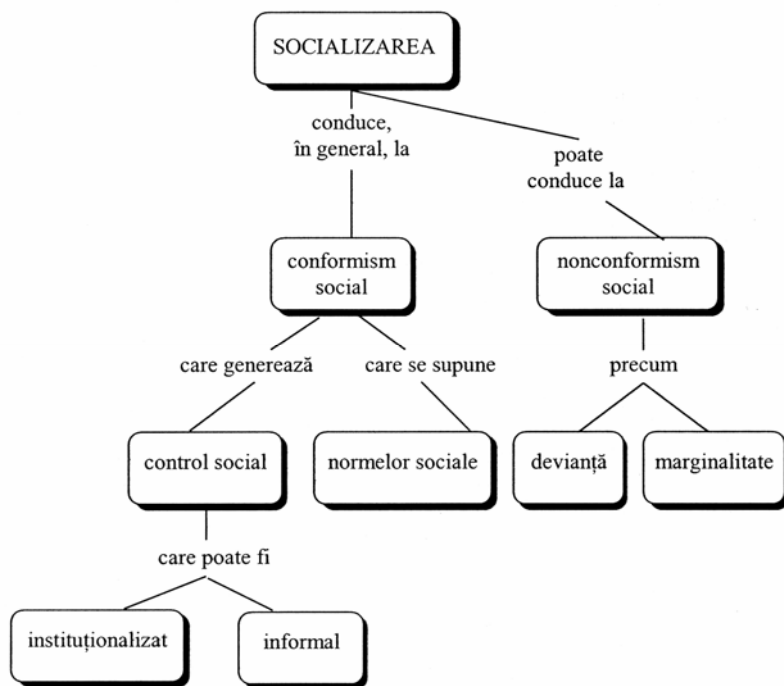 SOCIALIZAREA
conduce,
în general, la
poate
conduce la
conformism
social
nonconformism
social
care generează
care se supune
precum
control social
normelor sociale
devianță
marginalitate
care poate fi
instituționalizat
informal